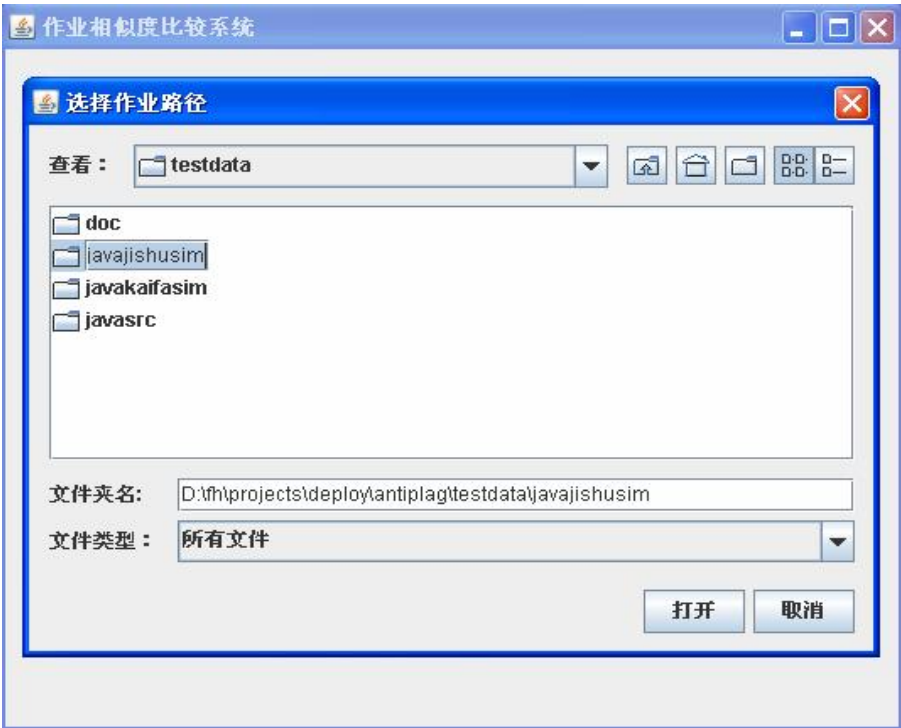 作业相似度比较系统
选择作业路径
查看： testdata
doc
javajishusim
javakaifasim
javasrc
文件夹名: D:\fh\projects\deploy\antiplag\testdata\javajishusim
文件类型： 所有文件
打开 取消